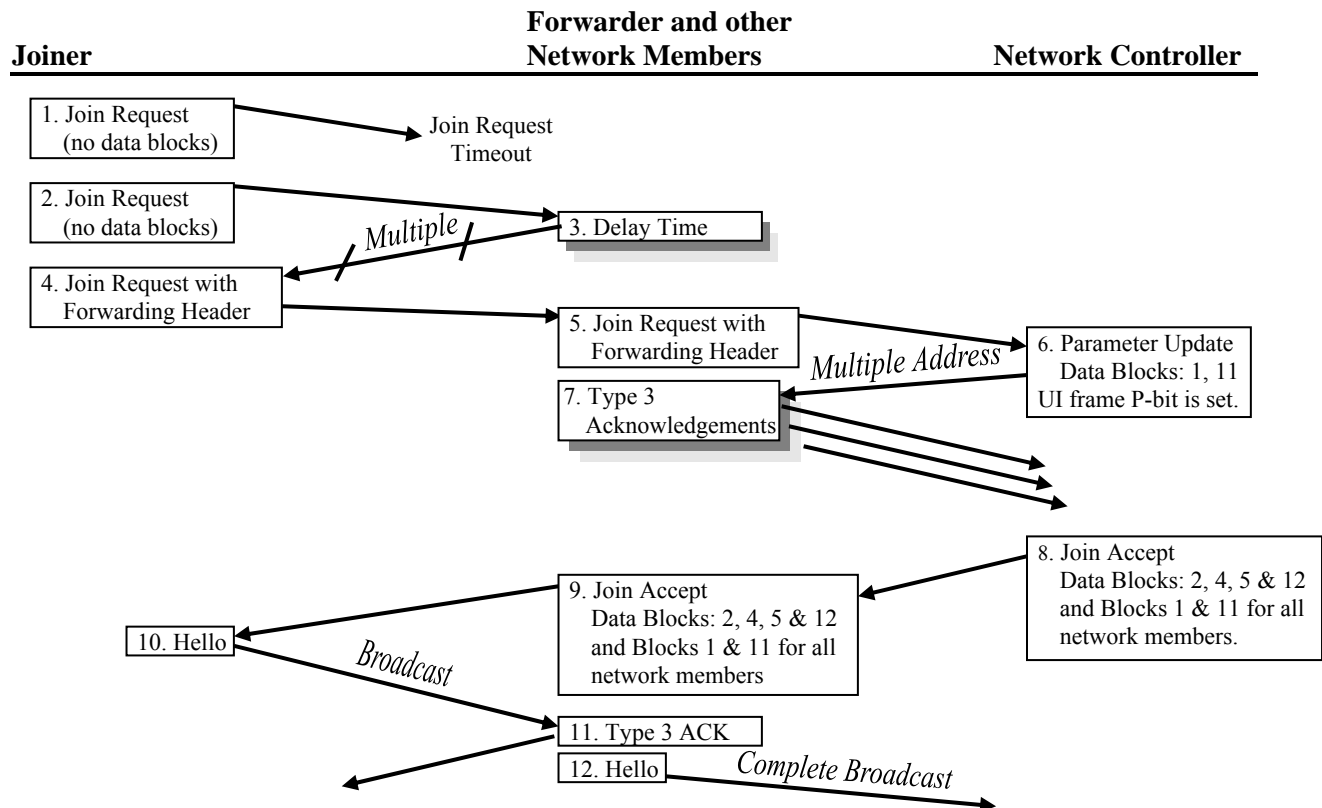 Forwarder and other
Joiner Network Members Network Controller
1. Join Request
(no data blocks)
Join Request
Timeout
2. Join Request
(no data blocks)
Multiple
3. Delay Time
4. Join Request with
Forwarding Header
5. Join Request with
Forwarding Header
Multiple Address
6. Parameter Update
Data Blocks: 1, 11
UI frame P-bit is set.
7. Type 3
Acknowledgements
8. Join Accept
Data Blocks: 2, 4, 5 & 12
and Blocks 1 & 11 for all
network members.
9. Join Accept
Data Blocks: 2, 4, 5 & 12
and Blocks 1 & 11 for all
network members
10. Hello
Broadcast
11. Type 3 ACK
12. Hello
Complete Broadcast